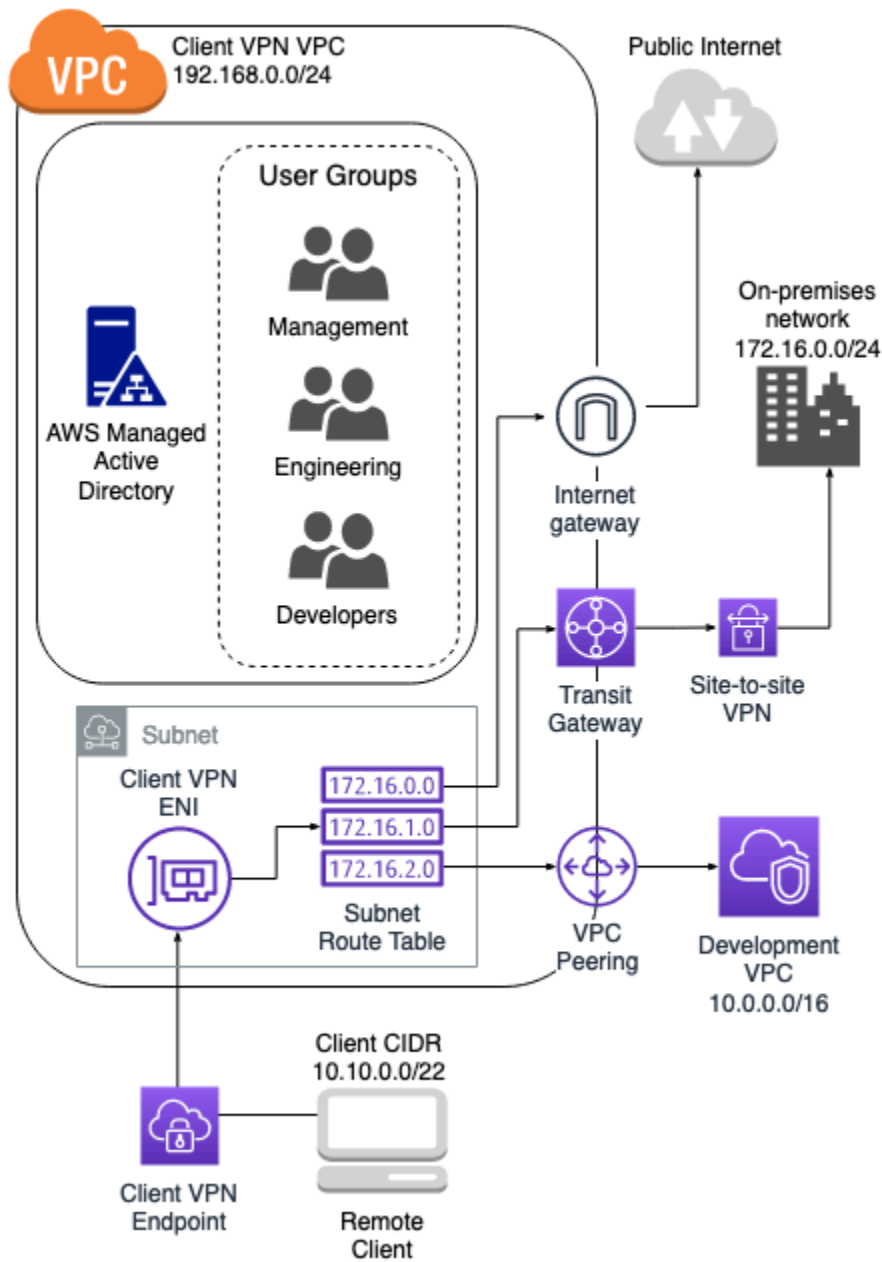 VPC
Client VPN VPC
192.168.0.0/24
Public Internet
User Groups
Management
Engineering
Developers
AWS Managed
Active
Directory
On-premises
network
172.16.0.0/24
Internet
gateway
Transit
Gateway
Site-to-site
VPN
Subnet
Client VPN
ENI
172.16.0.0
172.16.1.0
172.16.2.0
Subnet
Route Table
VPC
Peering
Development
VPC
10.0.0.0/16
Client CIDR
10.10.0.0/22
Client VPN
Endpoint
Remote
Client